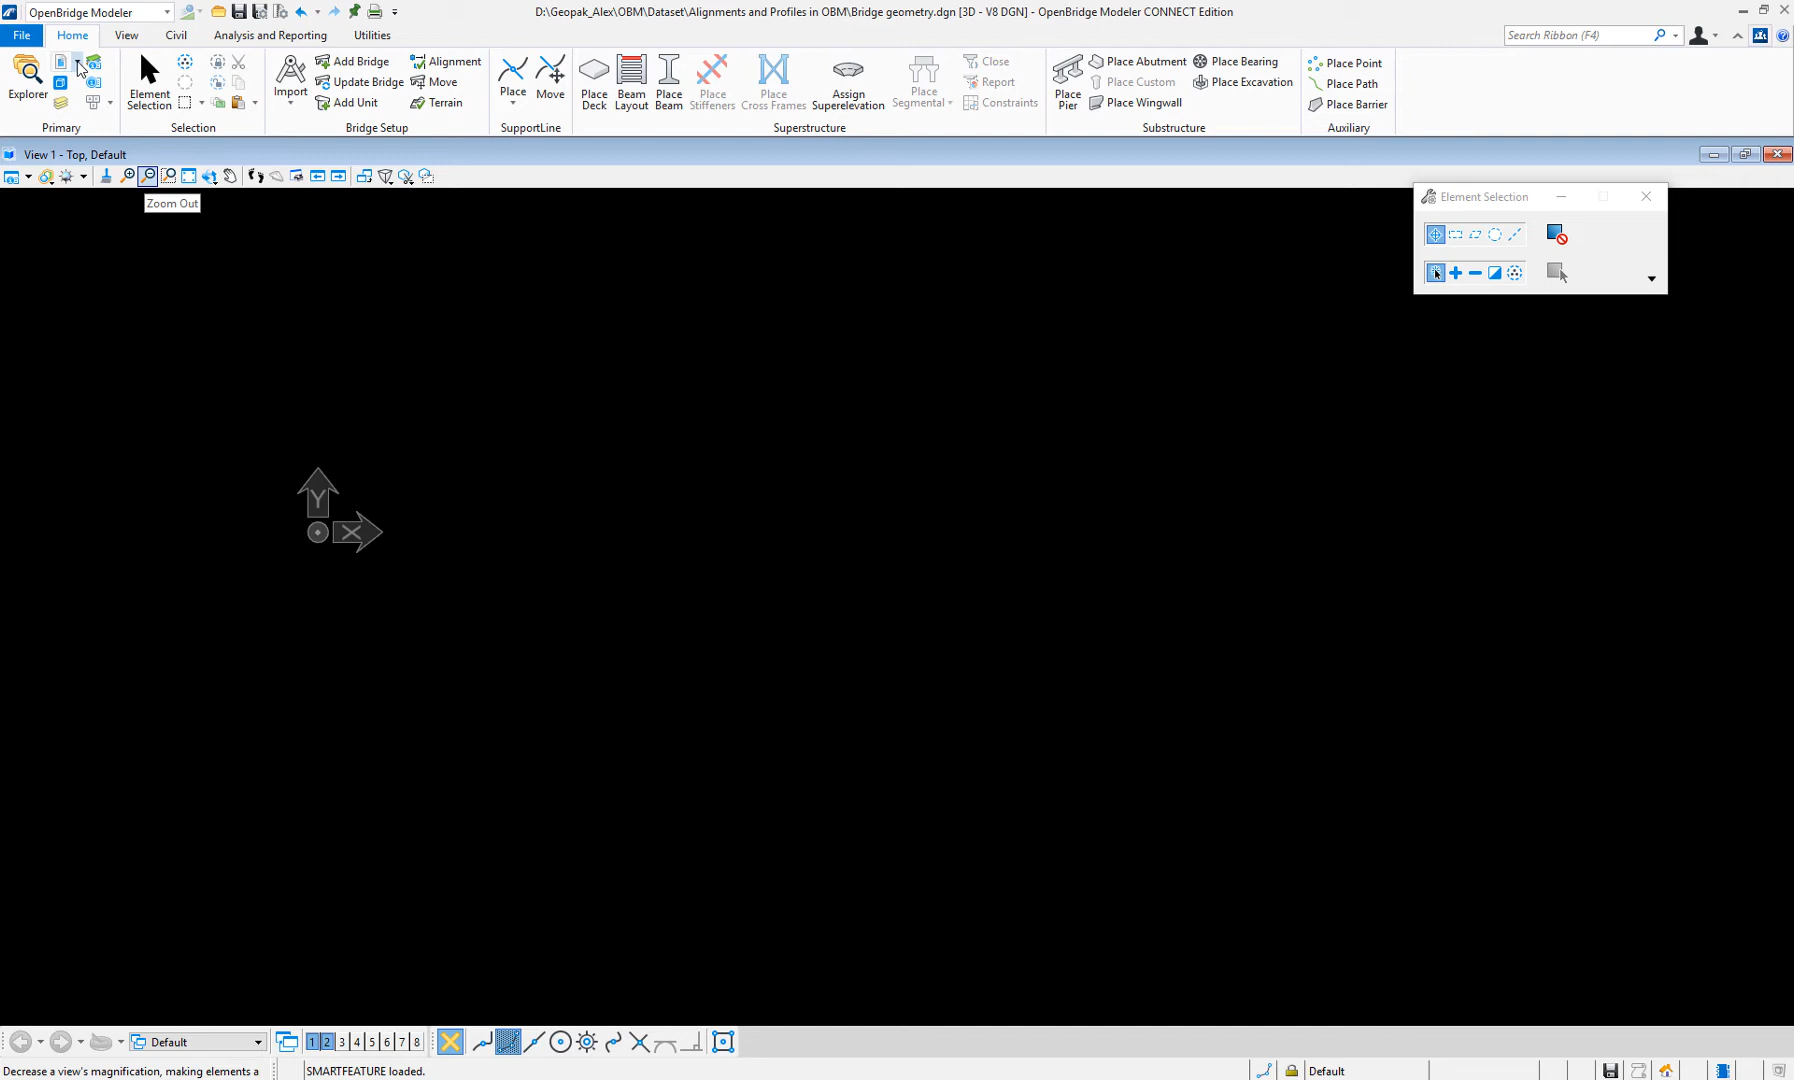 OpenBridge Modeler
D:\Geopak_Alex\OBM\Dataset\Alignments and Profiles in OBM\Bridge geometry.dgn [3D - V8 DGN] - OpenBridge Modeler CONNECT Edition
File
Home
View
Civil
Analysis and Reporting
Utilities
Search Ribbon (F4)
Explorer
Primary
Element Selection
Selection
Import
Add Bridge
Update Bridge
Add Unit
Alignment
Move
Terrain
Bridge Setup
Place
Move
SupportLine
Place Deck
Beam Layout
Place Beam
Place Stiffeners
Place Cross Frames
Assign Superelevation
Place Segmental
Close
Report
Constraints
Superstructure
Place Pier
Place Abutment
Place Custom
Place Wingwall
Place Bearing
Place Excavation
Substructure
Place Point
Place Path
Place Barrier
Auxiliary
View 1 - Top, Default
Zoom Out
Element Selection
Y
X
Default
1 2 3 4 5 6 7 8
Decrease a view's magnification, making elements a
SMARTFEATURE loaded.
Default